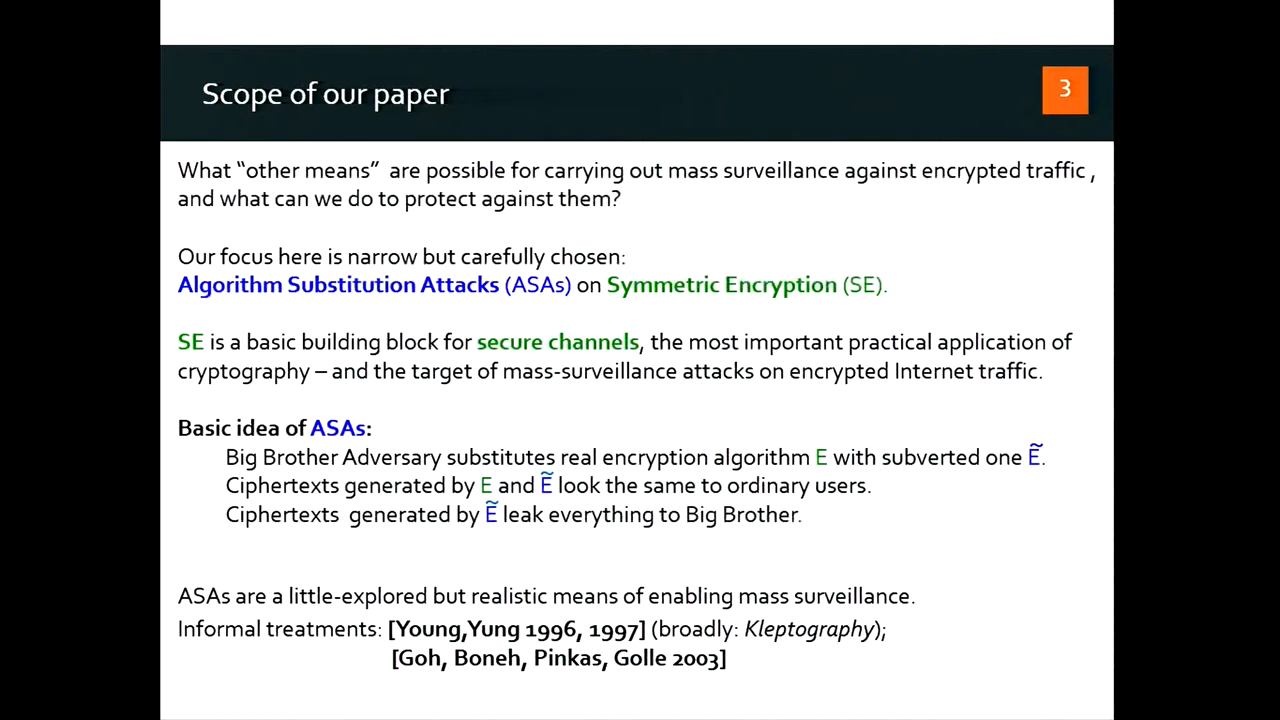 Scope of our paper
3
What “other means”  are possible for carrying out mass surveillance against encrypted traffic ,
and what can we do to protect against them?
Our focus here is narrow but carefully chosen:
Algorithm Substitution Attacks (ASAs) on Symmetric Encryption (SE).
SE is a basic building block for secure channels, the most important practical application of
cryptography – and the target of mass-surveillance attacks on encrypted Internet traffic.
Basic idea of ASAs:
Big Brother Adversary substitutes real encryption algorithm E with subverted one Ẽ.
Ciphertexts generated by E and Ẽ look the same to ordinary users.
Ciphertexts  generated by Ẽ leak everything to Big Brother.
ASAs are a little-explored but realistic means of enabling mass surveillance.
Informal treatments: [Young,Yung 1996, 1997] (broadly: Kleptography);
[Goh, Boneh, Pinkas, Golle 2003]